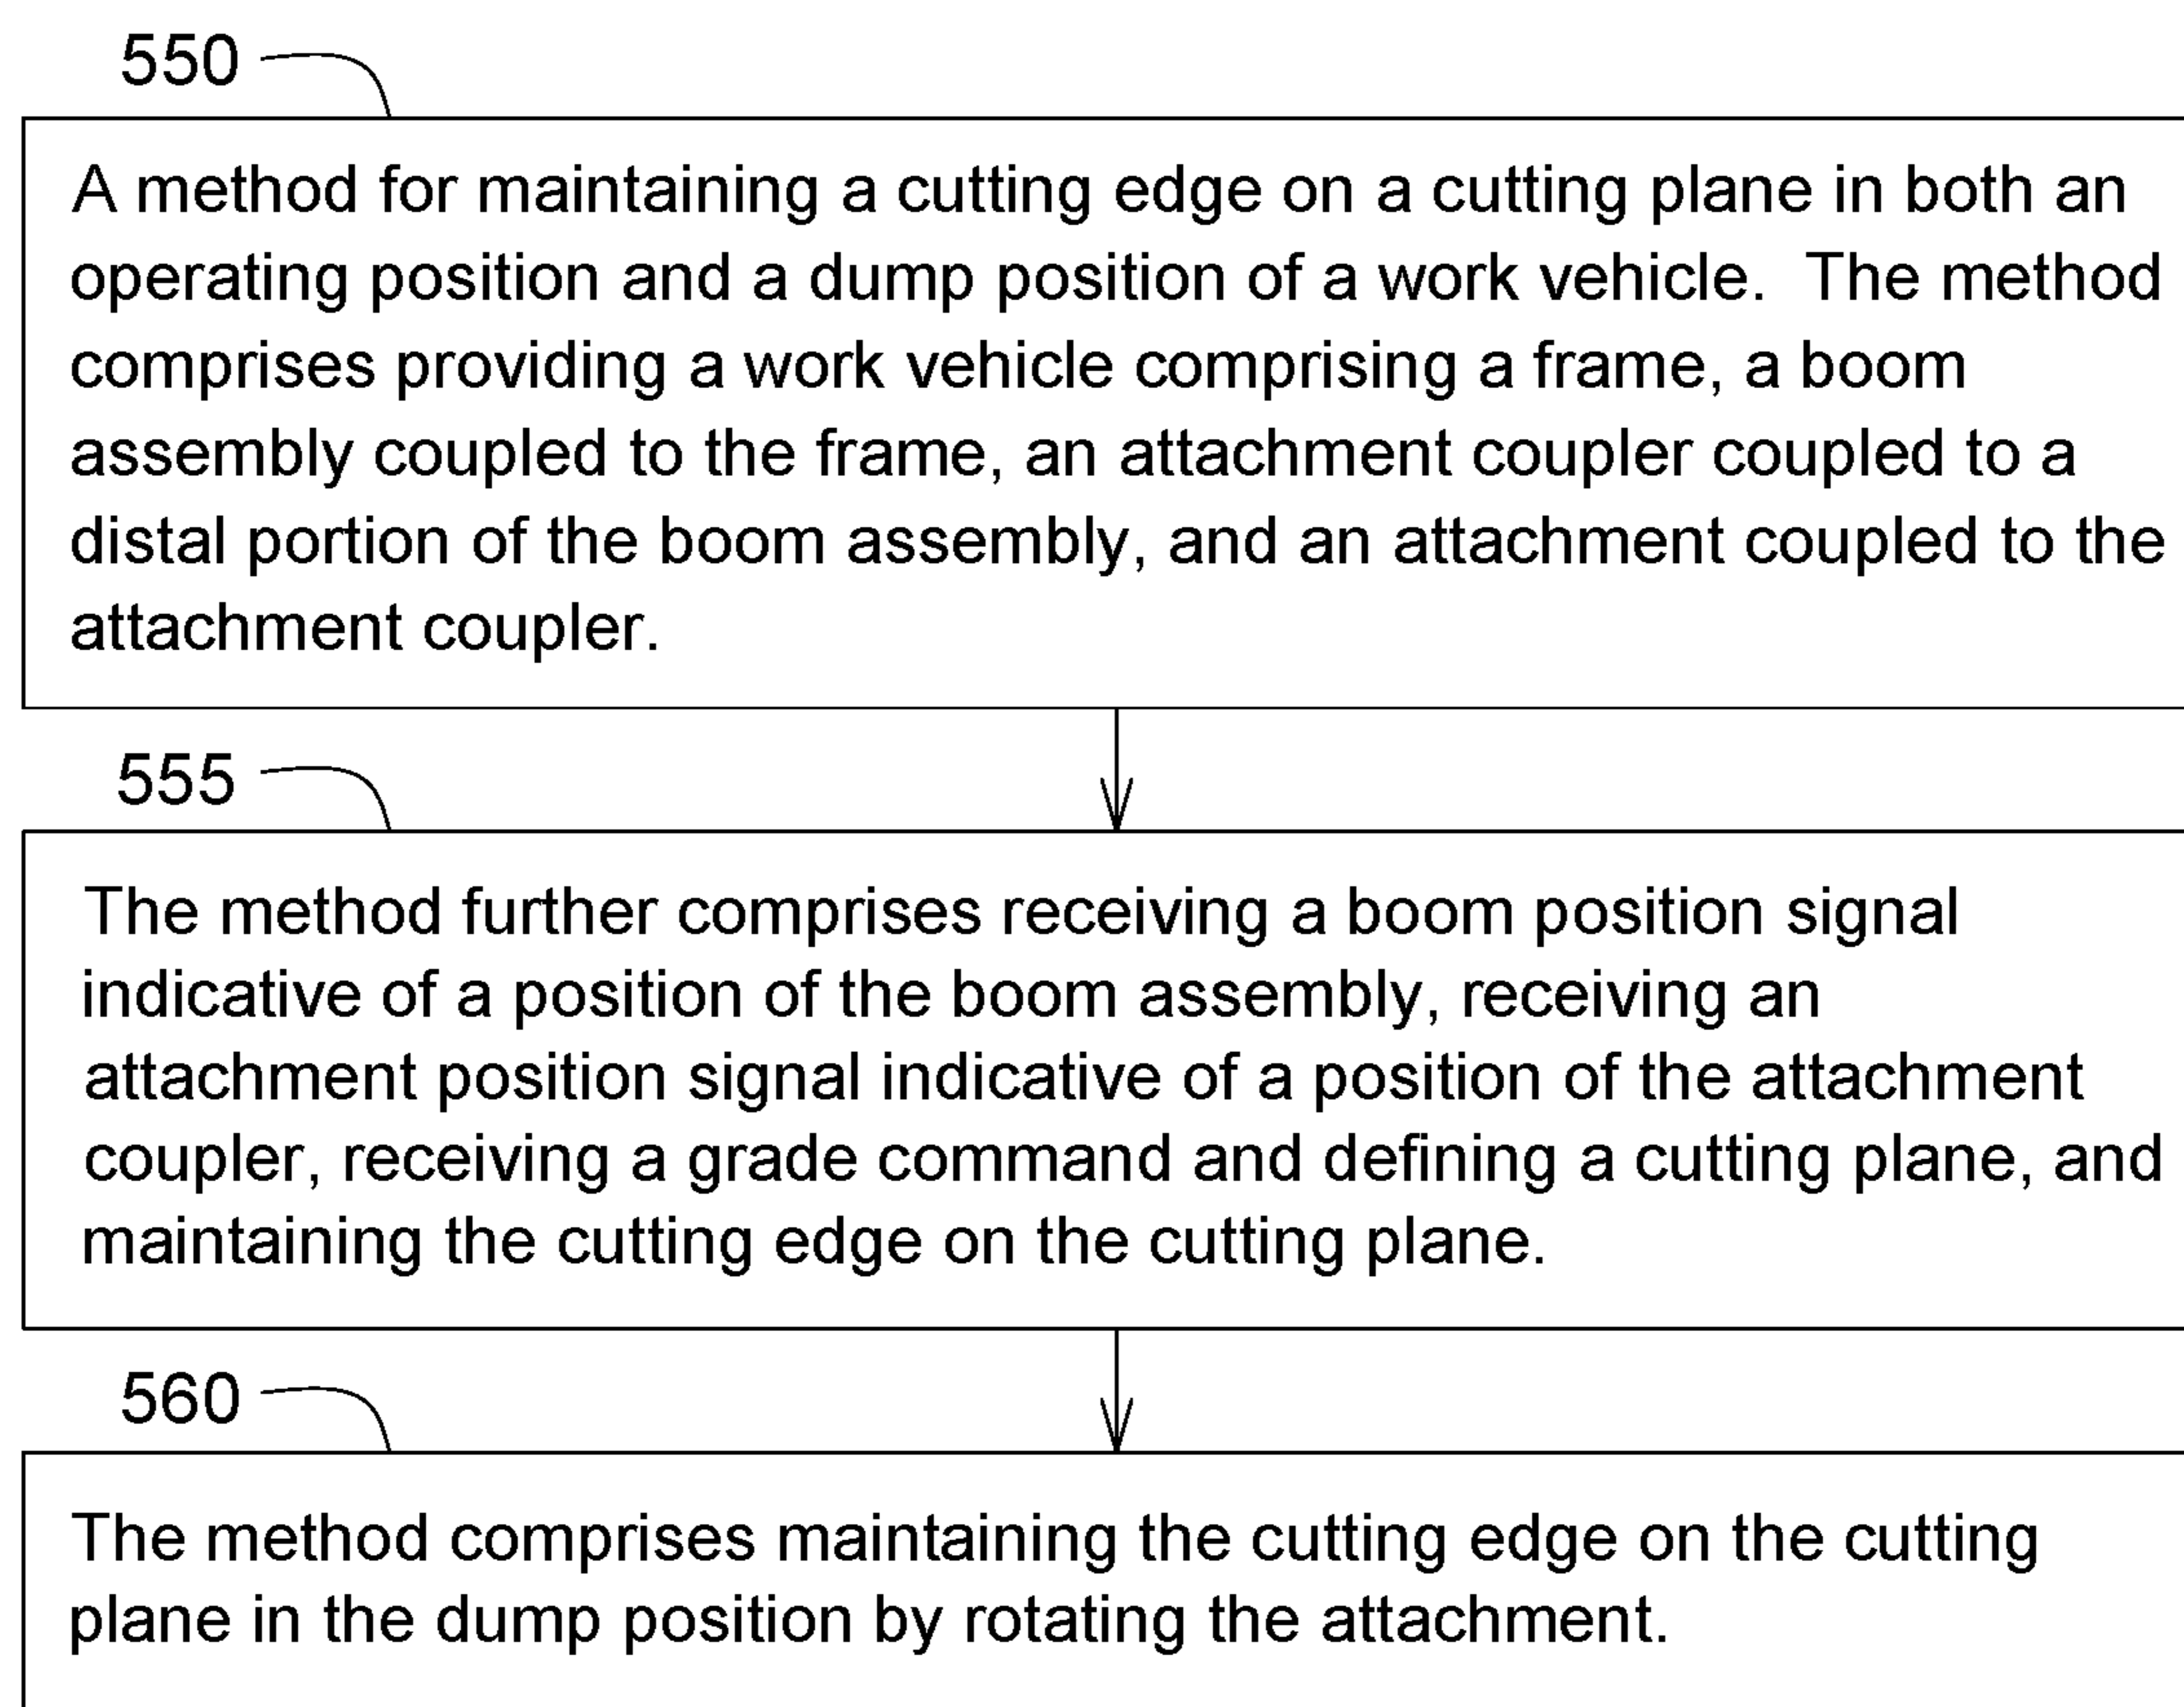 550
A method for maintaining a cutting edge on a cutting plane in both an
operating position and a dump position of a work vehicle.  The method
comprises providing a work vehicle comprising a frame, a boom
assembly coupled to the frame, an attachment coupler coupled to a
distal portion of the boom assembly, and an attachment coupled to the
attachment coupler.
555
The method further comprises receiving a boom position signal
indicative of a position of the boom assembly, receiving an
attachment position signal indicative of a position of the attachment
coupler, receiving a grade command and defining a cutting plane, and
maintaining the cutting edge on the cutting plane.
560
The method comprises maintaining the cutting edge on the cutting
plane in the dump position by rotating the attachment.